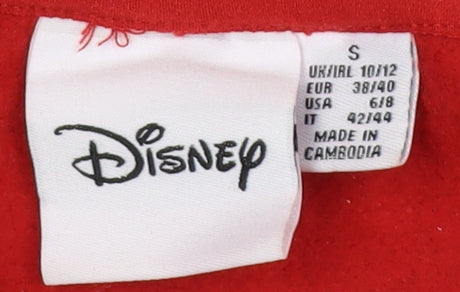 Disney
S
UK/IRL 10/12
EUR 38/40
USA 6/8
IT 42/44
MADE IN
CAMBODIA